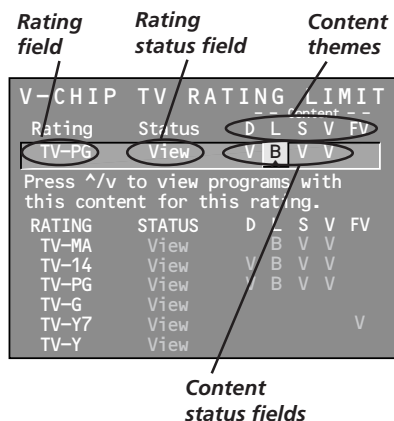 Rating
field
Rating
status field
Content
themes
V-CHIP TV RATING LIMIT
-- Content --
Rating Status D L S V FV
TV-PG View V B V V
Press ^/v to view programs with
this content for this rating.
RATING STATUS D L S V FV
TV-MA View B V V
TV-14 View V B V V
TV-PG View V B V V
TV-G View
TV-Y7 View V
TV-Y View
Content
status fields